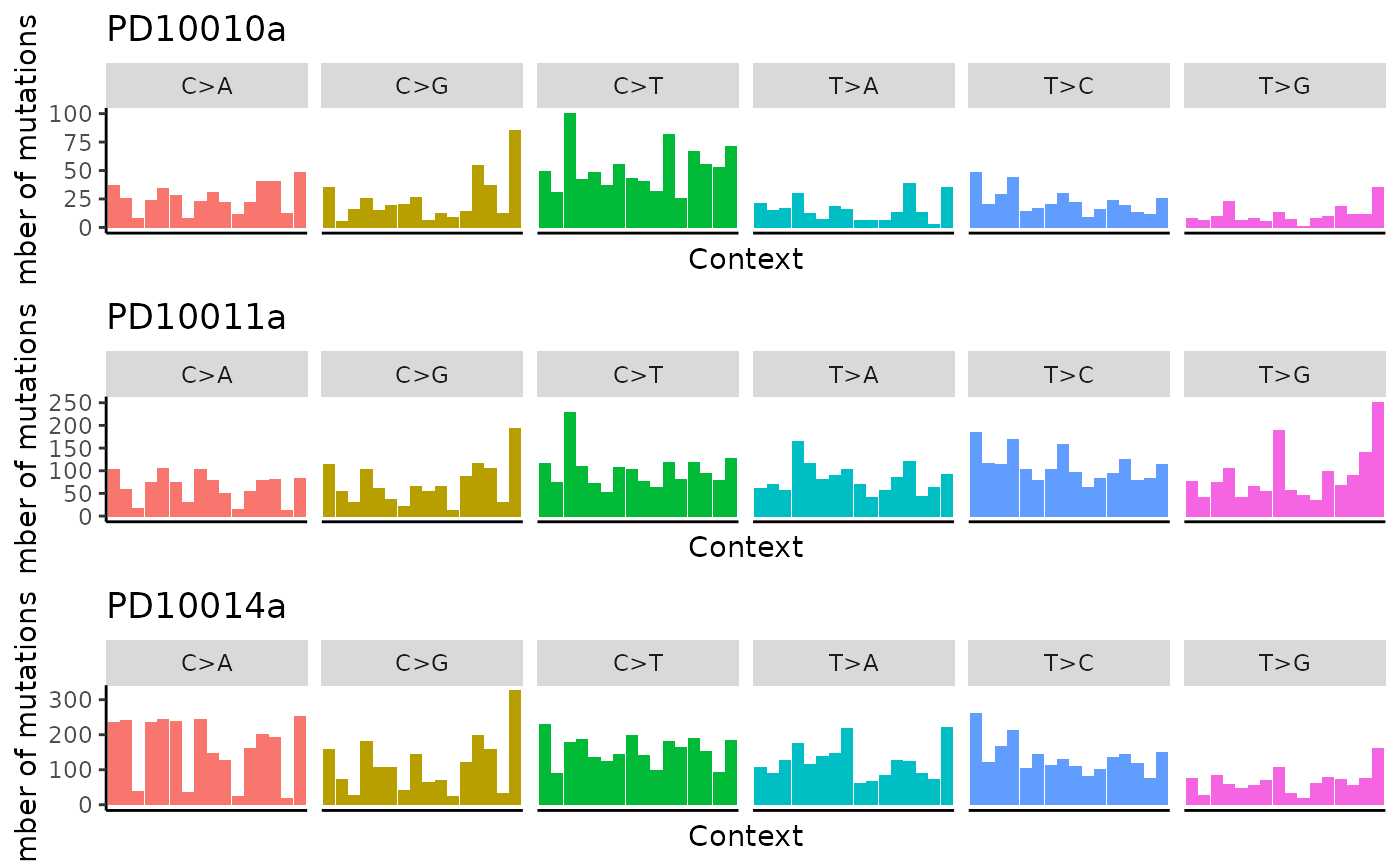 PD10010a
C>A C>G C>T T>A T>C T>G
mber of mutations
100
75
50
25
0
Context
PD10011a
C>A C>G C>T T>A T>C T>G
mber of mutations
250
200
150
100
50
0
Context
PD10014a
C>A C>G C>T T>A T>C T>G
mber of mutations
300
200
100
0
Context